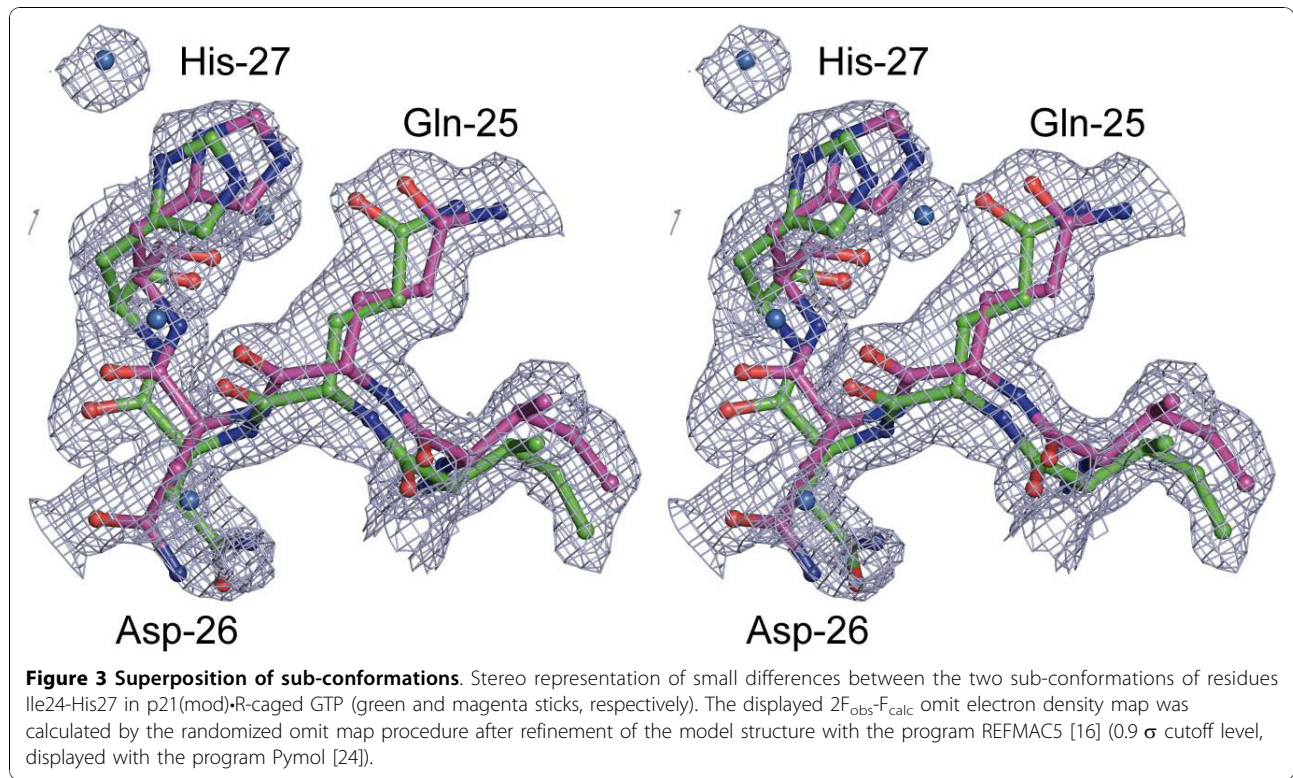 His-27
His-27
Gln-25
Gln-25
Asp-26
Asp-26
Figure 3 Superposition of sub-conformations. Stereo representation of small differences between the two sub-conformations of residues
Ile24-His27 in p21(mod)•R-caged GTP (green and magenta sticks, respectively). The displayed 2Fobs-Fcalc omit electron density map was
calculated by the randomized omit map procedure after refinement of the model structure with the program REFMAC5 [16] (0.9 σ cutoff level,
displayed with the program Pymol [24]).